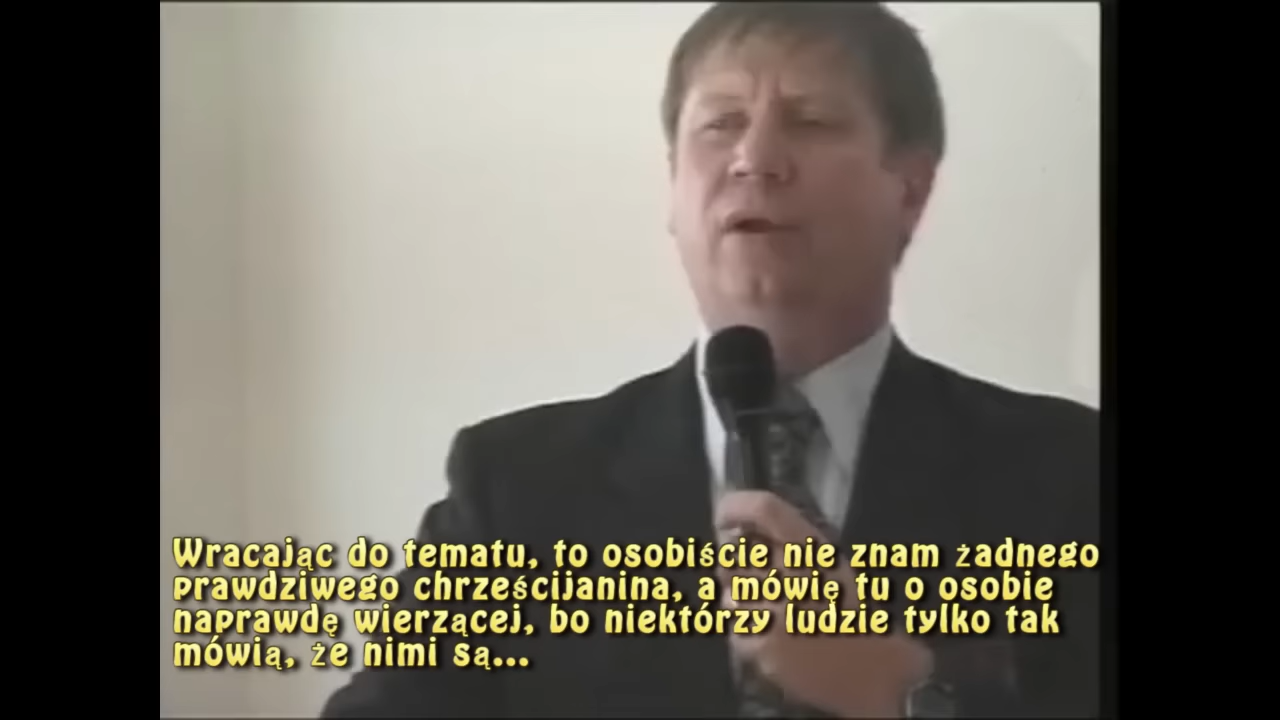 Wracając do tematu, to osobiście nie znam żadnego
prawdziwego chrześcijanina, a mówię tu o osobie
naprawdę wierzącej, bo niektórzy ludzie tylko tak
mówią, że nimi są...